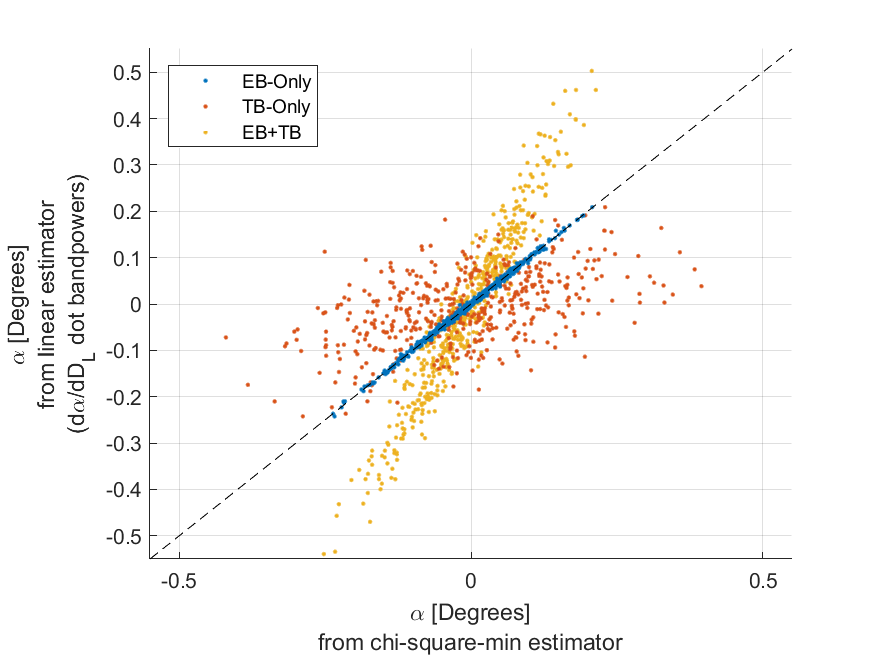 EB-Only
TB-Only
EB+TB
0.5
0.4
0.3
0.2
0.1
0
-0.1
-0.2
-0.3
-0.4
-0.5
-0.5
0
0.5
α [Degrees]
from linear estimator
(dα/dD_L dot bandpowers)
α [Degrees]
from chi-square-min estimator